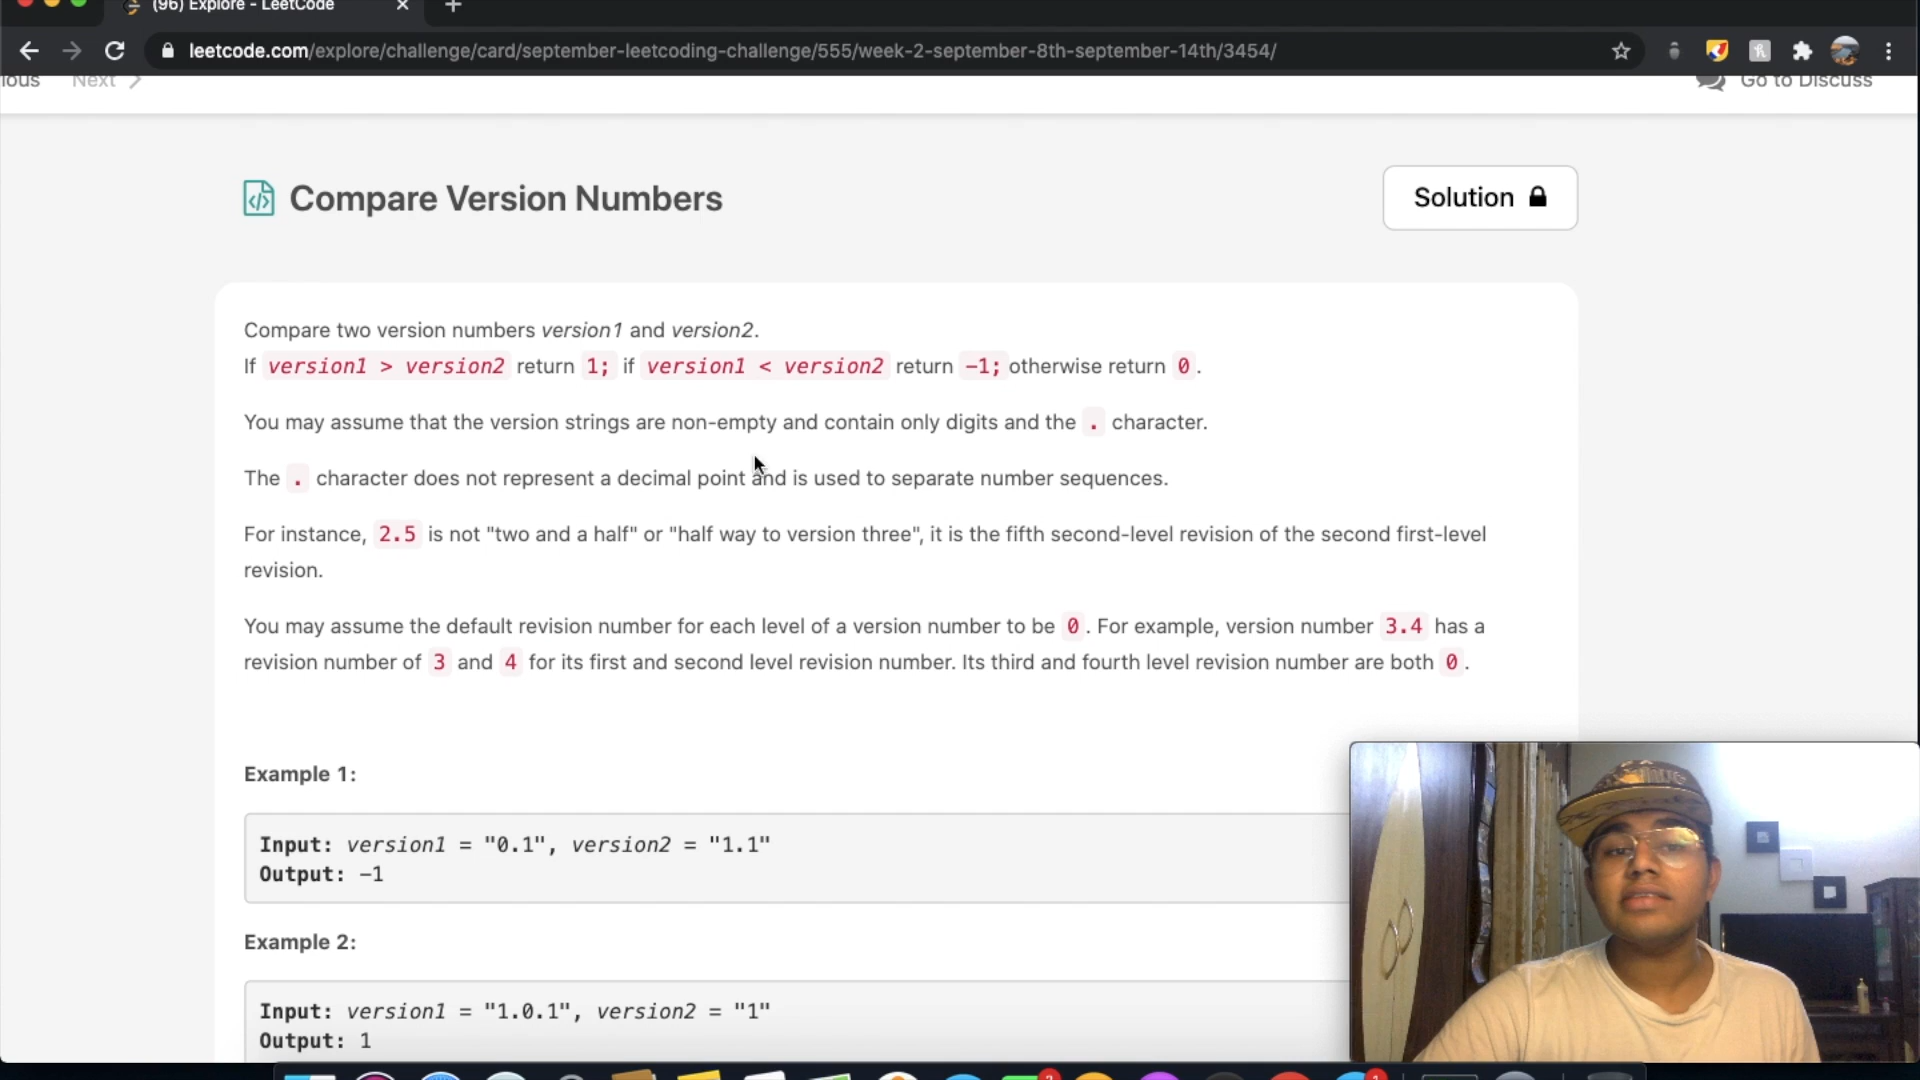 (96) Explore - LeetCode
leetcode.com/explore/challenge/card/september-leetcoding-challenge/555/week-2-september-8th-september-14th/3454/
ious Next Go to Discuss
Compare Version Numbers
Solution
Compare two version numbers version1 and version2.
If version1 > version2 return 1; if version1 < version2 return -1; otherwise return 0.
You may assume that the version strings are non-empty and contain only digits and the . character.
The . character does not represent a decimal point and is used to separate number sequences.
For instance, 2.5 is not "two and a half" or "half way to version three", it is the fifth second-level revision of the second first-level
revision.
You may assume the default revision number for each level of a version number to be 0. For example, version number 3.4 has a
revision number of 3 and 4 for its first and second level revision number. Its third and fourth level revision number are both 0.
Example 1:
Input: version1 = "0.1", version2 = "1.1"
Output: -1
Example 2:
Input: version1 = "1.0.1", version2 = "1"
Output: 1